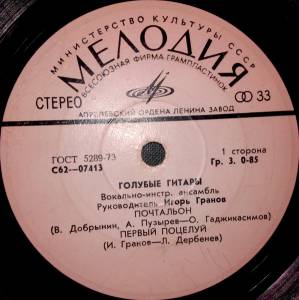 МИНИСТЕРСТВО КУЛЬТУРЫ СССР
МЕЛОДИЯ
ВСЕСОЮЗНАЯ ФИРМА ГРАМПЛАСТИНОК
СТЕРЕО
33
АПРЕЛЕВСКИЙ ОРДЕНА ЛЕНИНА ЗАВОД
ГОСТ 5289-73
1 сторона
С62—07413
Гр. 3. 0-85
ГОЛУБЫЕ ГИТАРЫ
Вокально-инстр. ансамбль
Руководитель Игорь Гранов
ПОЧТАЛЬОН
(В. Добрынин, А. Пузырев—О. Гаджикасимов)
ПЕРВЫЙ ПОЦЕЛУЙ
(И. Гранов—Л. Дербенев)